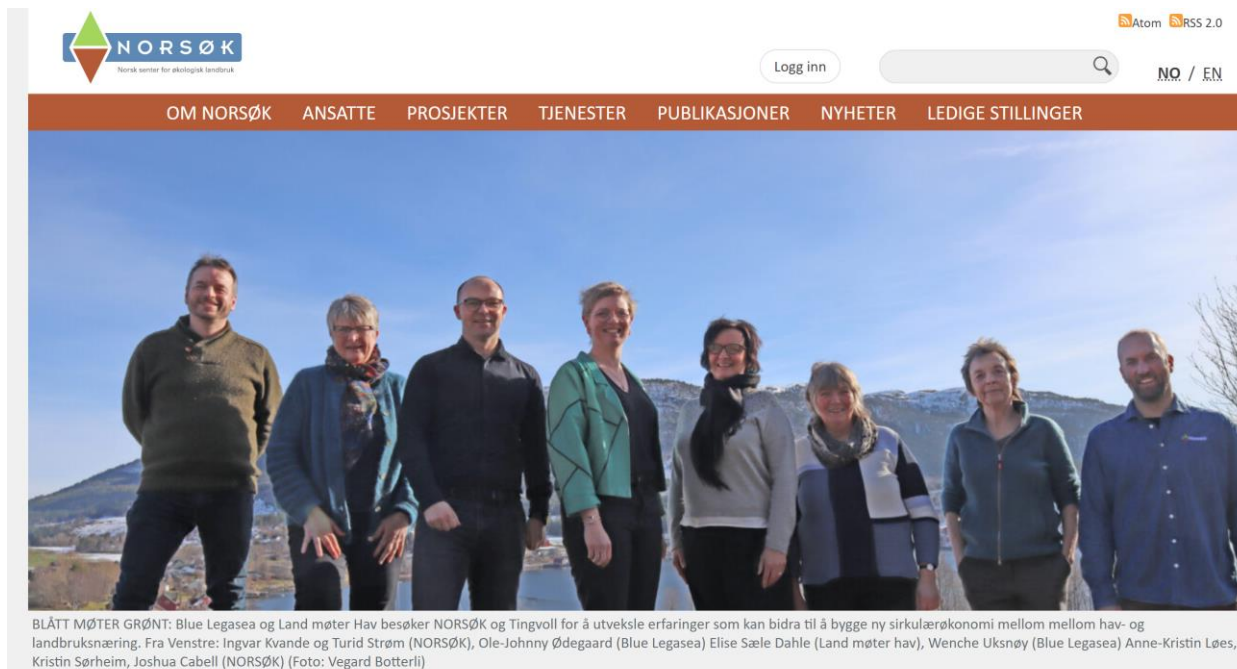 Atom RSS 2.0
NORSØK
Norsk senter for økologisk landbruk
Logg inn
NO / EN
OM NORSØK ANSATTE PROSJEKTER TJENESTER PUBLIKASJONER NYHETER LEDIGE STILLINGER
BLÅTT MØTER GRØNT: Blue Legasea og Land møter Hav besøker NORSØK og Tingvoll for å utveksle erfaringer som kan bidra til å bygge ny sirkulærøkonomi mellom mellom hav- og
landbruksnæring. Fra Venstre: Ingvar Kvande og Turid Strøm (NORSØK), Ole-Johnny Ødegaard (Blue Legasea) Elise Sæle Dahle (Land møter hav), Wenche Uksnøy (Blue Legasea) Anne-Kristin Løes,
Kristin Sørheim, Joshua Cabell (NORSØK) (Foto: Vegard Botterli)